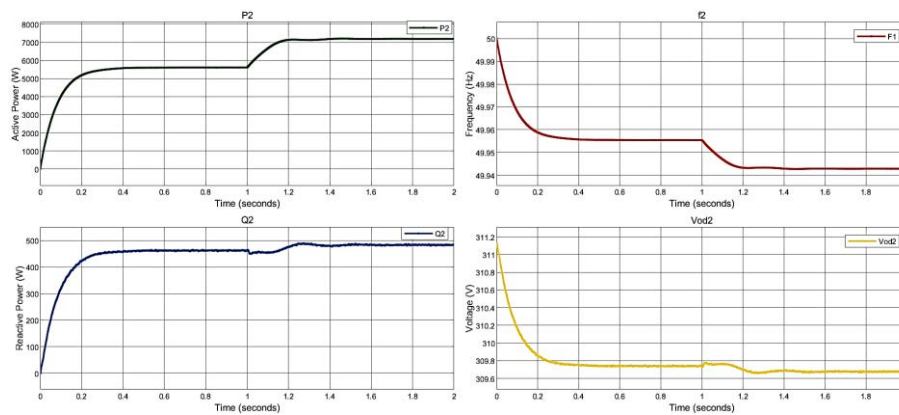 P2
P2
Active Power (W)
8000
7000
6000
5000
4000
3000
2000
1000
0
0 0.2 0.4 0.6 0.8 1 1.2 1.4 1.6 1.8 2
Time (seconds)
f2
F1
Frequency (Hz)
50
49.99
49.98
49.97
49.96
49.95
49.94
0 0.2 0.4 0.6 0.8 1 1.2 1.4 1.6 1.8
Time (seconds)
Q2
Q2
Reactive Power (W)
500
400
300
200
100
0
0 0.2 0.4 0.6 0.8 1 1.2 1.4 1.6 1.8 2
Time (seconds)
Vod2
Vod2
Voltage (V)
311.2
310.8
310.4
310.2
310
309.8
309.6
0 0.2 0.4 0.6 0.8 1 1.2 1.4 1.6 1.8
Time (seconds)